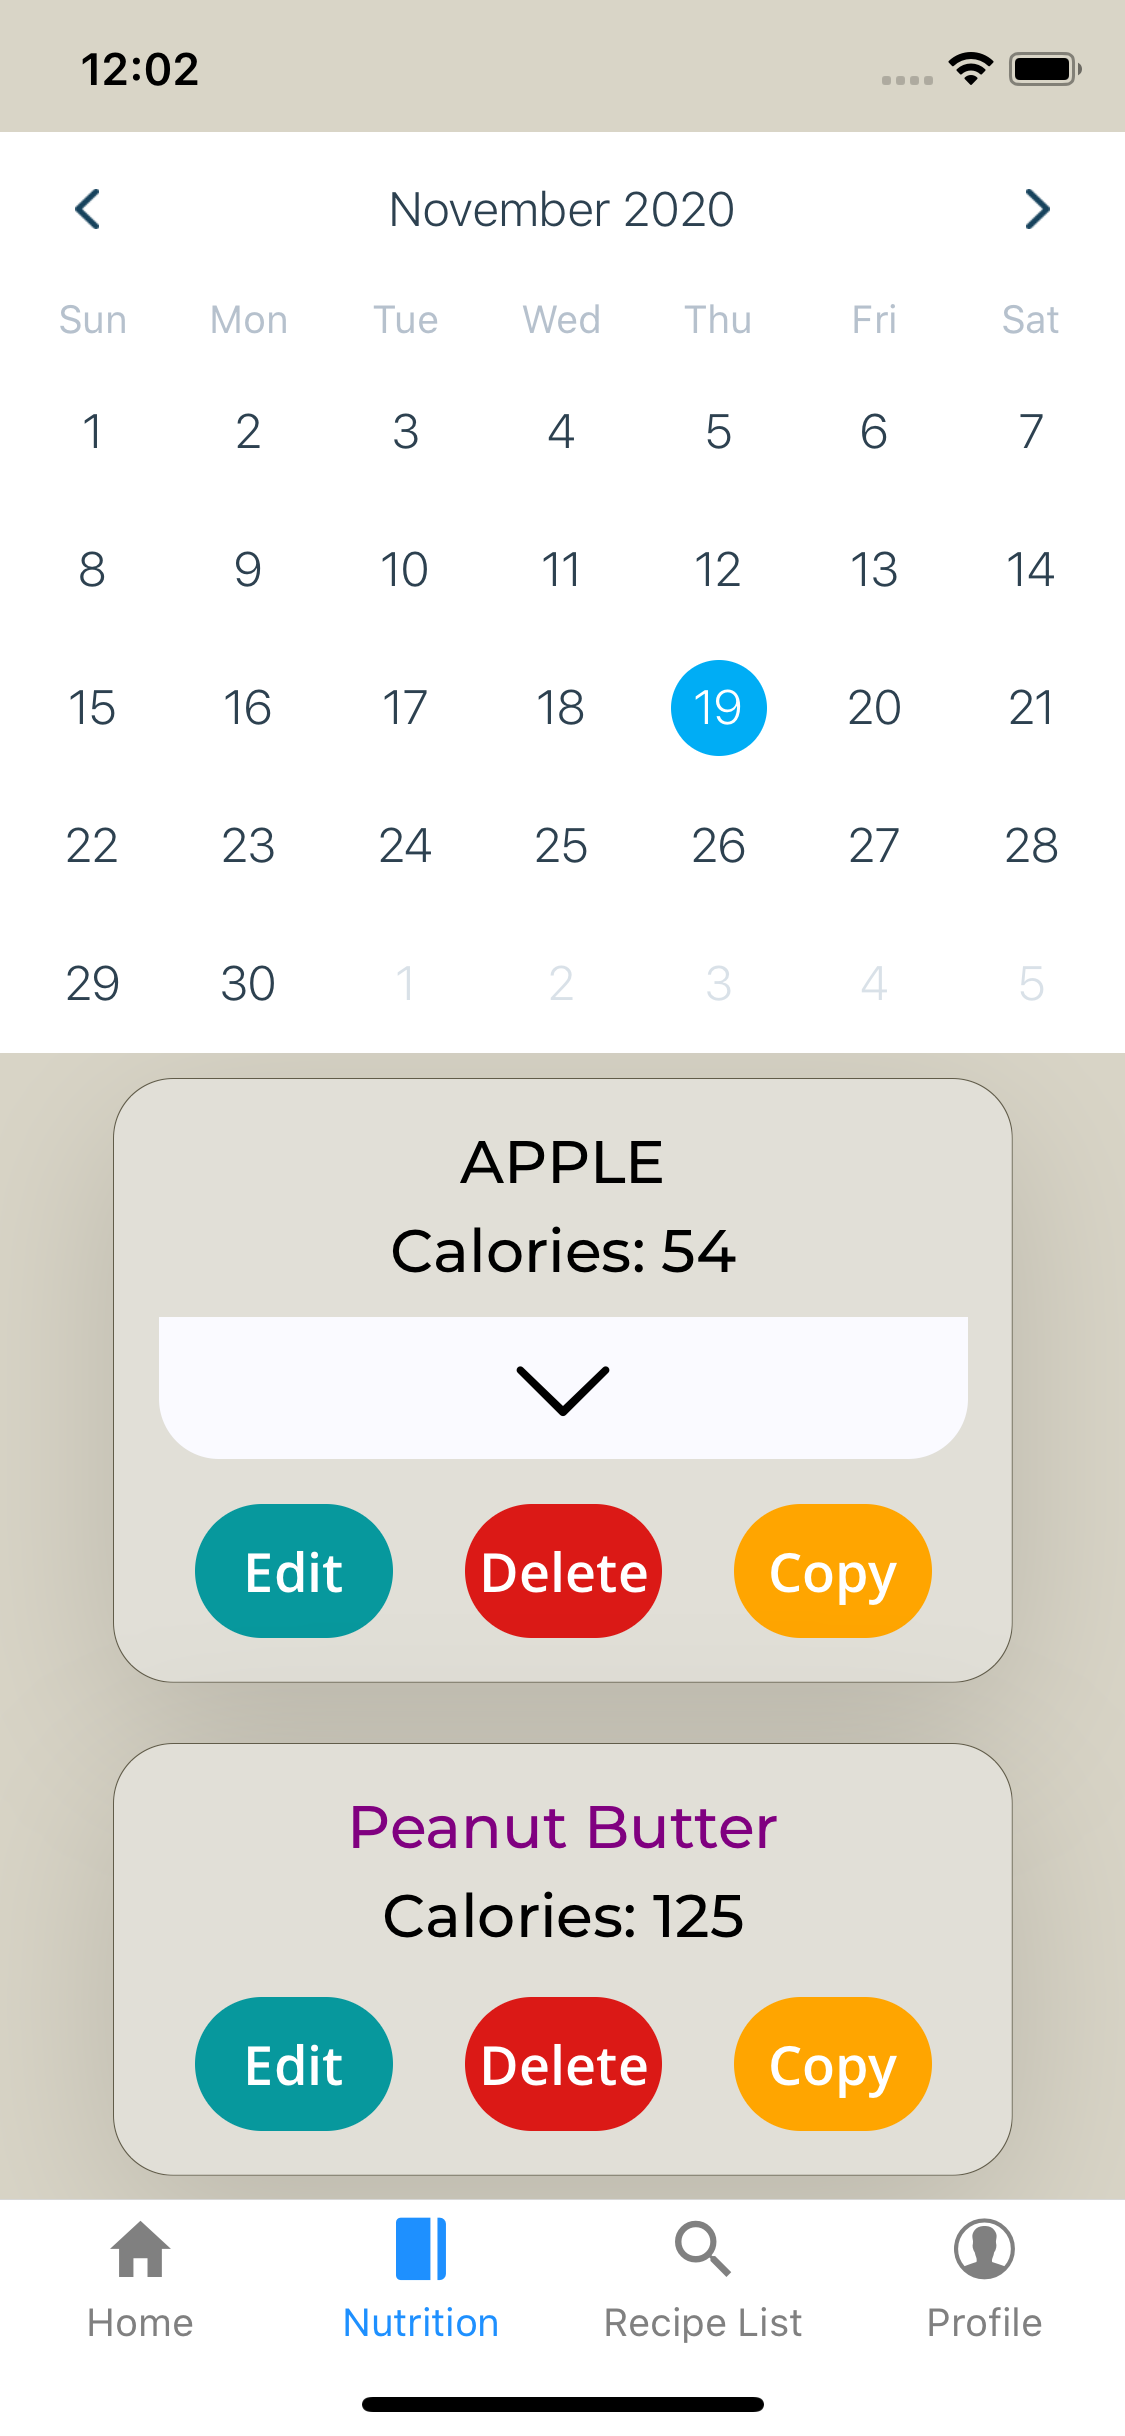 12:02
November 2020
Sun Mon Tue Wed Thu Fri Sat
1 2 3 4 5 6 7
8 9 10 11 12 13 14
15 16 17 18 19 20 21
22 23 24 25 26 27 28
29 30 1 2 3 4 5
APPLE
Calories: 54
Edit Delete Copy
Peanut Butter
Calories: 125
Edit Delete Copy
Home Nutrition Recipe List Profile